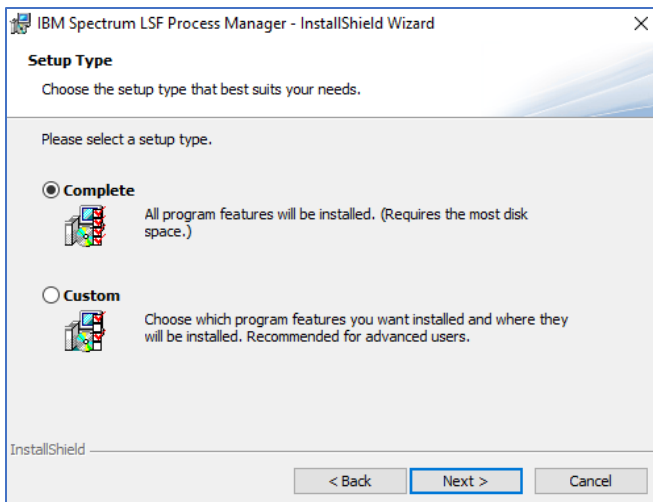 IBM Spectrum LSF Process Manager - InstallShield Wizard
Setup Type
Choose the setup type that best suits your needs.
Please select a setup type.
Complete
All program features will be installed. (Requires the most disk
space.)
Custom
Choose which program features you want installed and where they
will be installed. Recommended for advanced users.
InstallShield
< Back Next > Cancel